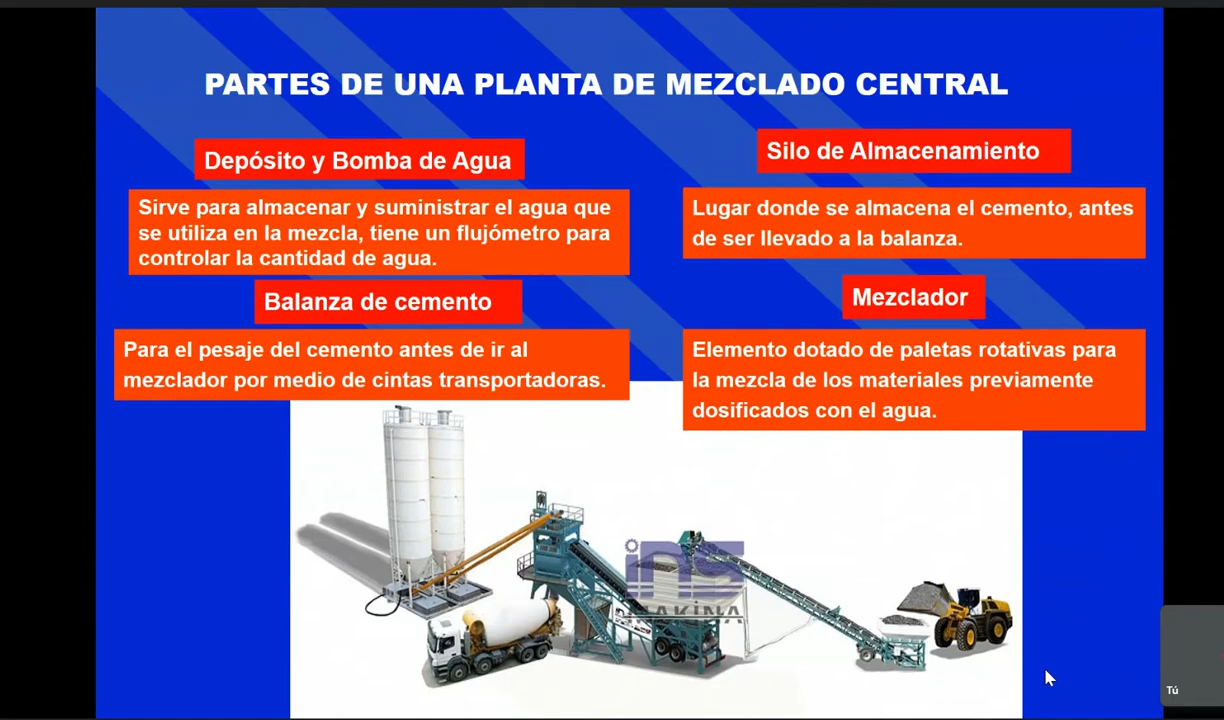 PARTES DE UNA PLANTA DE MEZCLADO CENTRAL
Depósito y Bomba de Agua
Sirve para almacenar y suministrar el agua que
se utiliza en la mezcla, tiene un flujómetro para
controlar la cantidad de agua.
Silo de Almacenamiento
Lugar donde se almacena el cemento, antes
de ser llevado a la balanza.
Balanza de cemento
Para el pesaje del cemento antes de ir al
mezclador por medio de cintas transportadoras.
Mezclador
Elemento dotado de paletas rotativas para
la mezcla de los materiales previamente
dosificados con el agua.
ins
MAKİNA
Tú